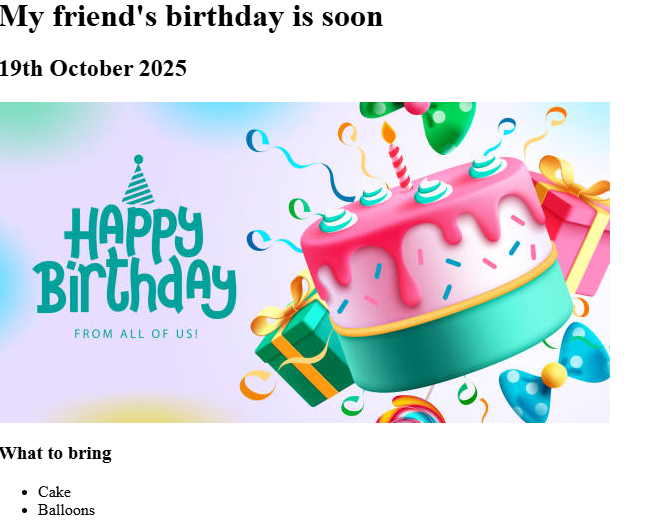 My friend's birthday is soon
19th October 2025
HAPPY
BirthdAy
FROM ALL OF US!
What to bring
Cake
Balloons